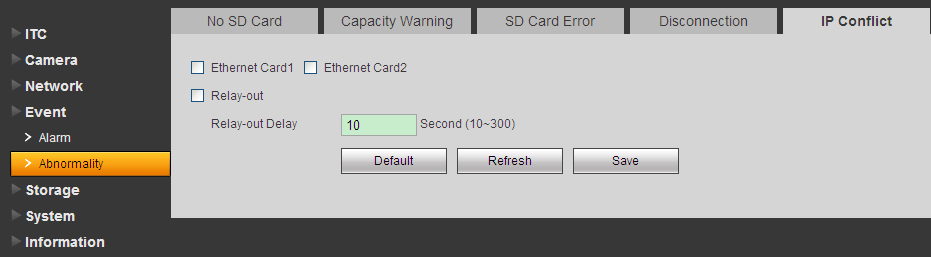 No SD Card Capacity Warning SD Card Error Disconnection IP Conflict
ITC
Camera
Network
Event
Alarm
Abnormality
Storage
System
Information
Ethernet Card1 Ethernet Card2
Relay-out
Relay-out Delay 10 Second (10~300)
Default Refresh Save